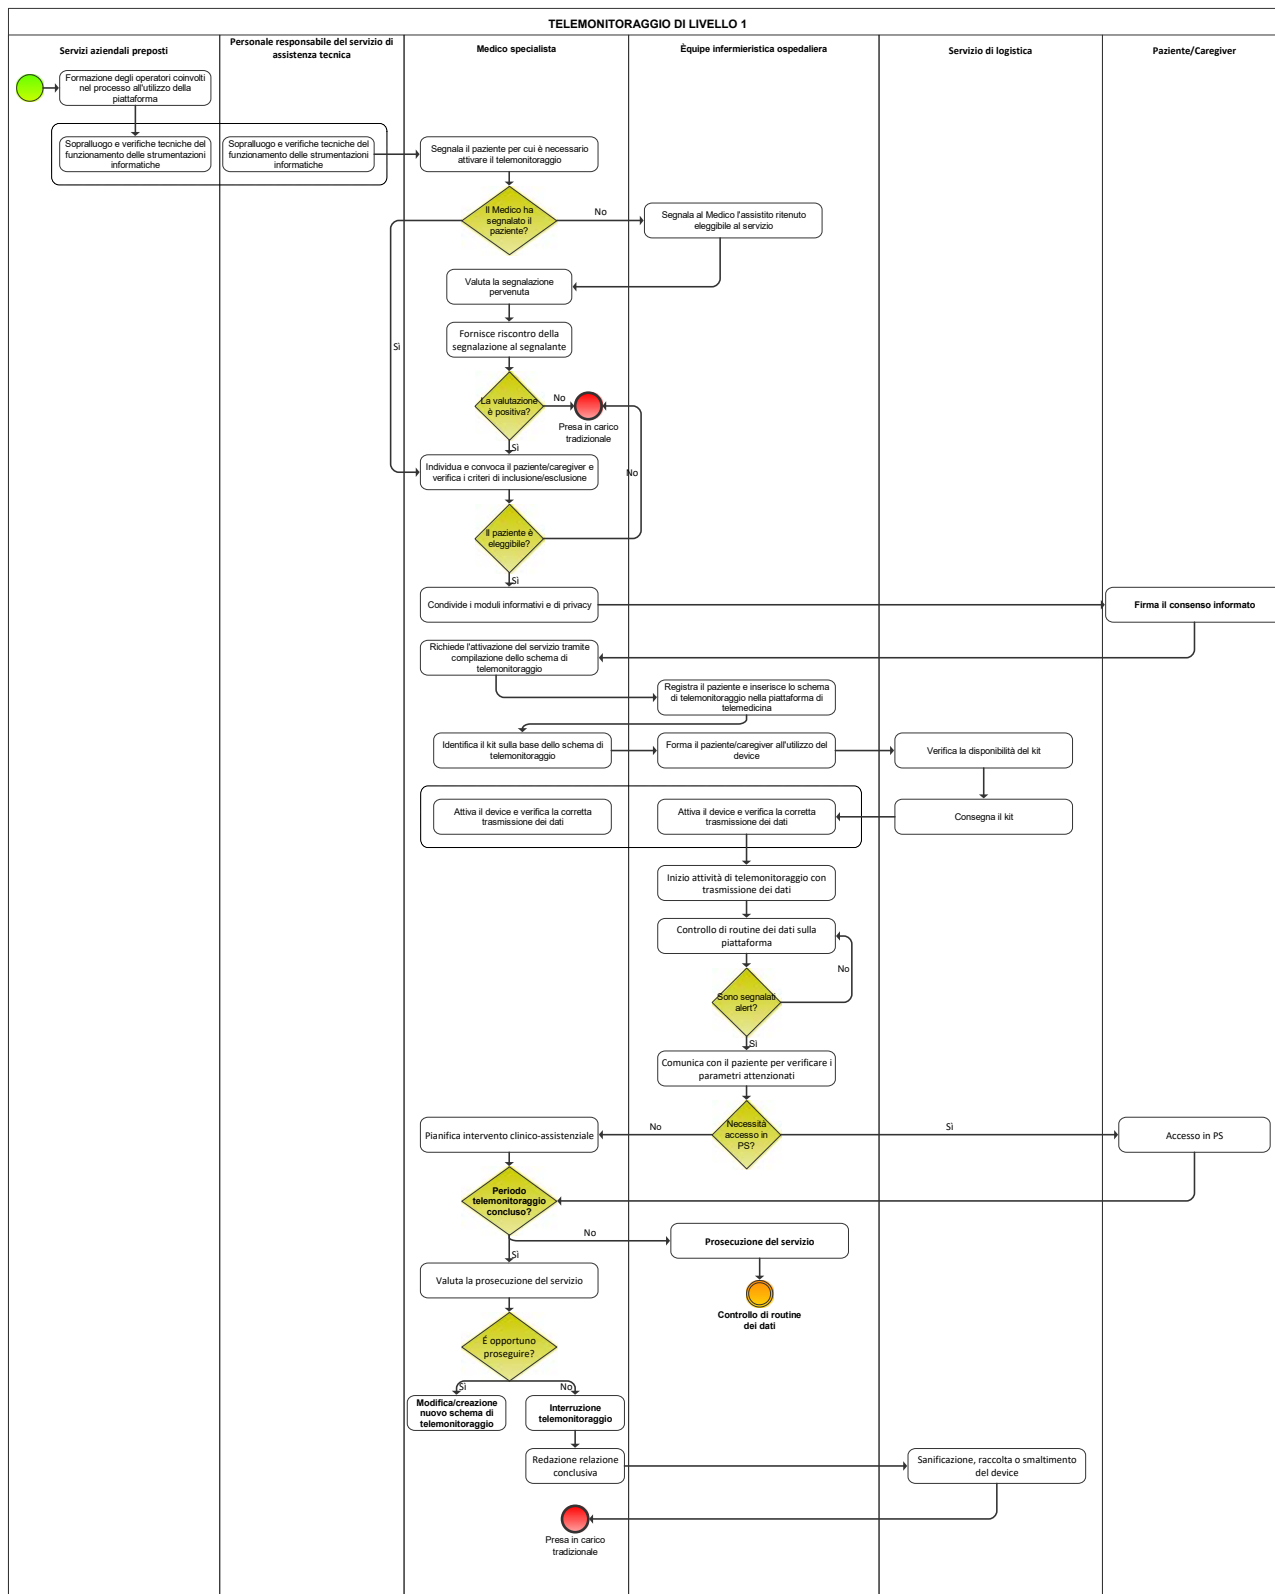 TELEMONITORAGGIO DI LIVELLO 1
Servizi aziendali preposti
Personale responsabile del servizio di
assistenza tecnica
Medico specialista
Èquipe infermieristica ospedaliera
Servizio di logistica
Paziente/Caregiver
Formazione degli operatori coinvolti
nel processo all'utilizzo della
piattaforma
Sopralluogo e verifiche tecniche del
funzionamento delle strumentazioni
informatiche
Sopralluogo e verifiche tecniche del
funzionamento delle strumentazioni
informatiche
Segnala il paziente per cui è necessario
attivare il telemonitoraggio
Il Medico ha
segnalato il
paziente?
No
Segnala al Medico l'assistito ritenuto
eleggibile al servizio
Valuta la segnalazione
pervenuta
Sì
Fornisce riscontro della
segnalazione al segnalante
La valutazione
è positiva?
No
Presa in carico
tradizionale
Sì
Individua e convoca il paziente/caregiver e
verifica i criteri di inclusione/esclusione
No
Il paziente è
eleggibile?
Sì
Condivide i moduli informativi e di privacy
Firma il consenso informato
Richiede l'attivazione del servizio tramite
compilazione dello schema di
telemonitoraggio
Registra il paziente e inserisce lo schema
di telemonitoraggio nella piattaforma di
telemedicina
Identifica il kit sulla base dello schema di
telemonitoraggio
Forma il paziente/caregiver all'utilizzo del
device
Verifica la disponibilità del kit
Attiva il device e verifica la corretta
trasmissione dei dati
Attiva il device e verifica la corretta
trasmissione dei dati
Consegna il kit
Inizio attività di telemonitoraggio con
trasmissione dei dati
Controllo di routine dei dati sulla
piattaforma
No
Sono segnalati
alert?
Sì
Comunica con il paziente per verificare i
parametri attenzionati
Pianifica intervento clinico-assistenziale
No
Necessità
accesso in
PS?
Sì
Accesso in PS
Periodo
telemonitoraggio
concluso?
No
Prosecuzione del servizio
Sì
Valuta la prosecuzione del servizio
Controllo di routine
dei dati
É opportuno
proseguire?
Sì
No
Modifica/creazione
nuovo schema di
telemonitoraggio
Interruzione
telemonitoraggio
Redazione relazione
conclusiva
Sanificazione, raccolta o smaltimento
del device
Presa in carico
tradizionale